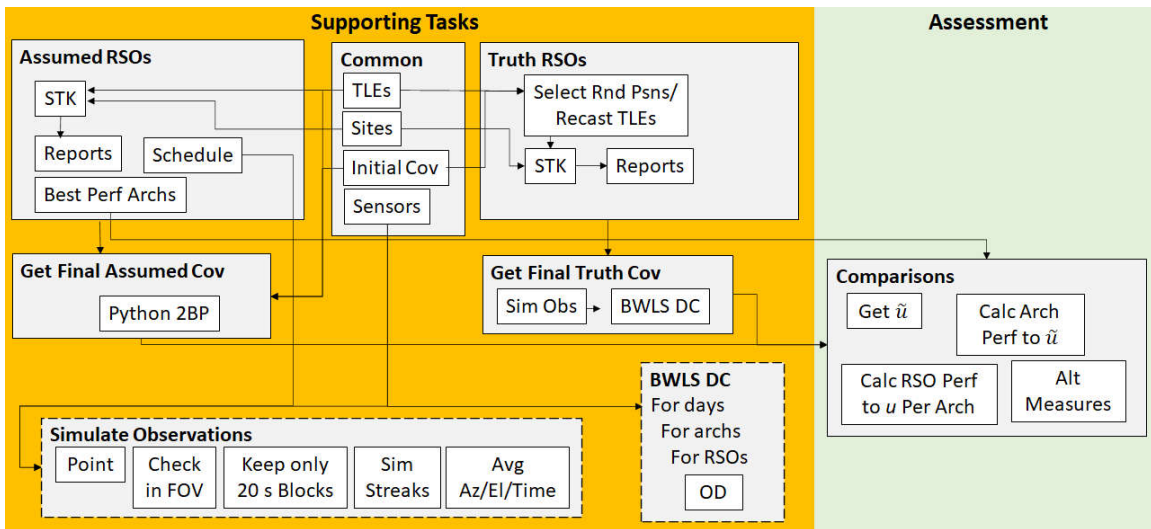 Supporting Tasks
Assessment
Assumed RSOs
STK
Reports
Schedule
Best Perf Archs
Common
TLEs
Sites
Initial Cov
Sensors
Truth RSOs
Select Rnd Psns/
Recast TLEs
STK
Reports
Get Final Assumed Cov
Python 2BP
Get Final Truth Cov
Sim Obs
BWLS DC
Comparisons
Get ũ
Calc Arch
Perf to ũ
Calc RSO Perf
to u Per Arch
Alt
Measures
BWLS DC
For days
For archs
For RSOs
OD
Simulate Observations
Point
Check
in FOV
Keep only
20 s Blocks
Sim
Streaks
Avg
Az/El/Time